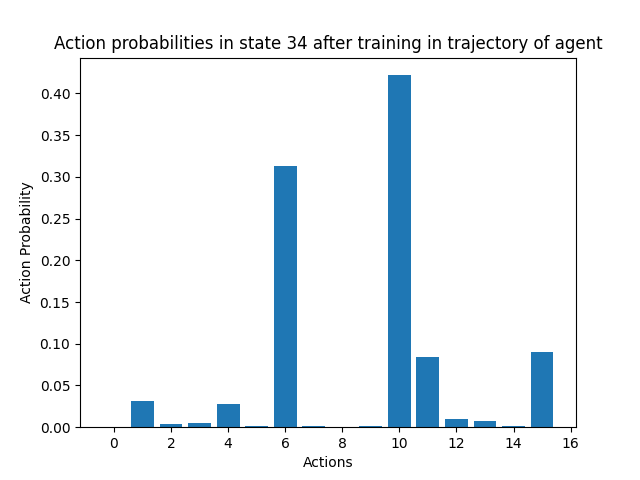 Action probabilities in state 34 after training in trajectory of agent
0.40
0.35
0.30
0.25
0.20
0.15
0.10
0.05
0.00
Action Probability
0 2 4 6 8 10 12 14 16
Actions